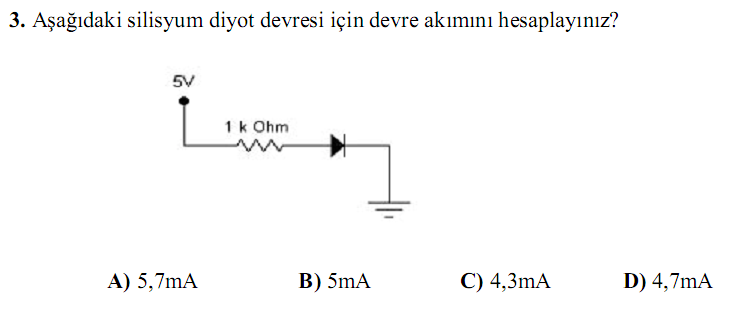 3. Aşağıdaki silisyum diyot devresi için devre akımını hesaplayınız?
5V
1 k Ohm
A) 5,7mA B) 5mA C) 4,3mA D) 4,7mA